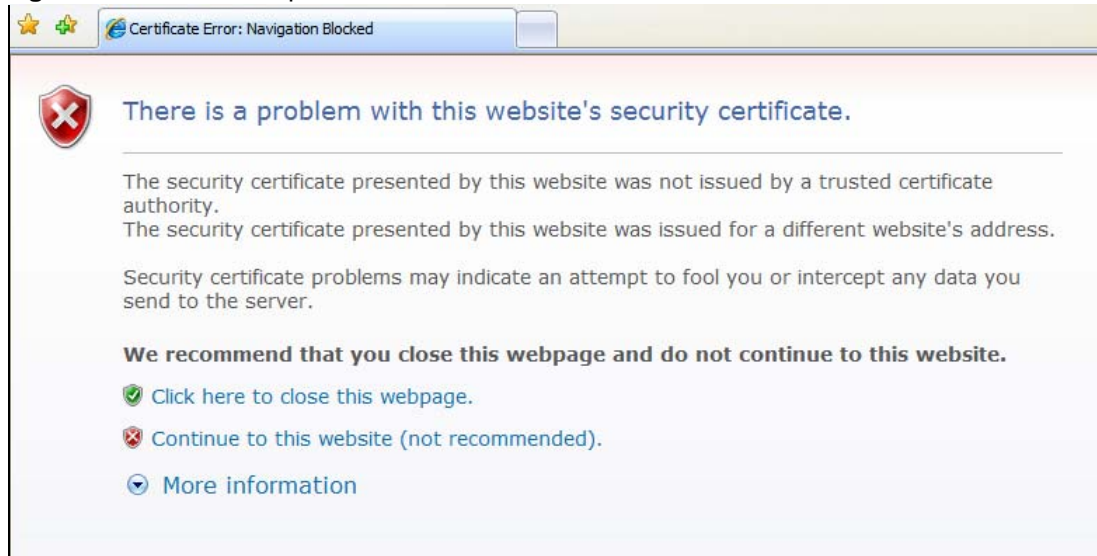 Certificate Error: Navigation Blocked
There is a problem with this website's security certificate.
The security certificate presented by this website was not issued by a trusted certificate
authority.
The security certificate presented by this website was issued for a different website's address.
Security certificate problems may indicate an attempt to fool you or intercept any data you
send to the server.
We recommend that you close this webpage and do not continue to this website.
Click here to close this webpage.
Continue to this website (not recommended).
More information